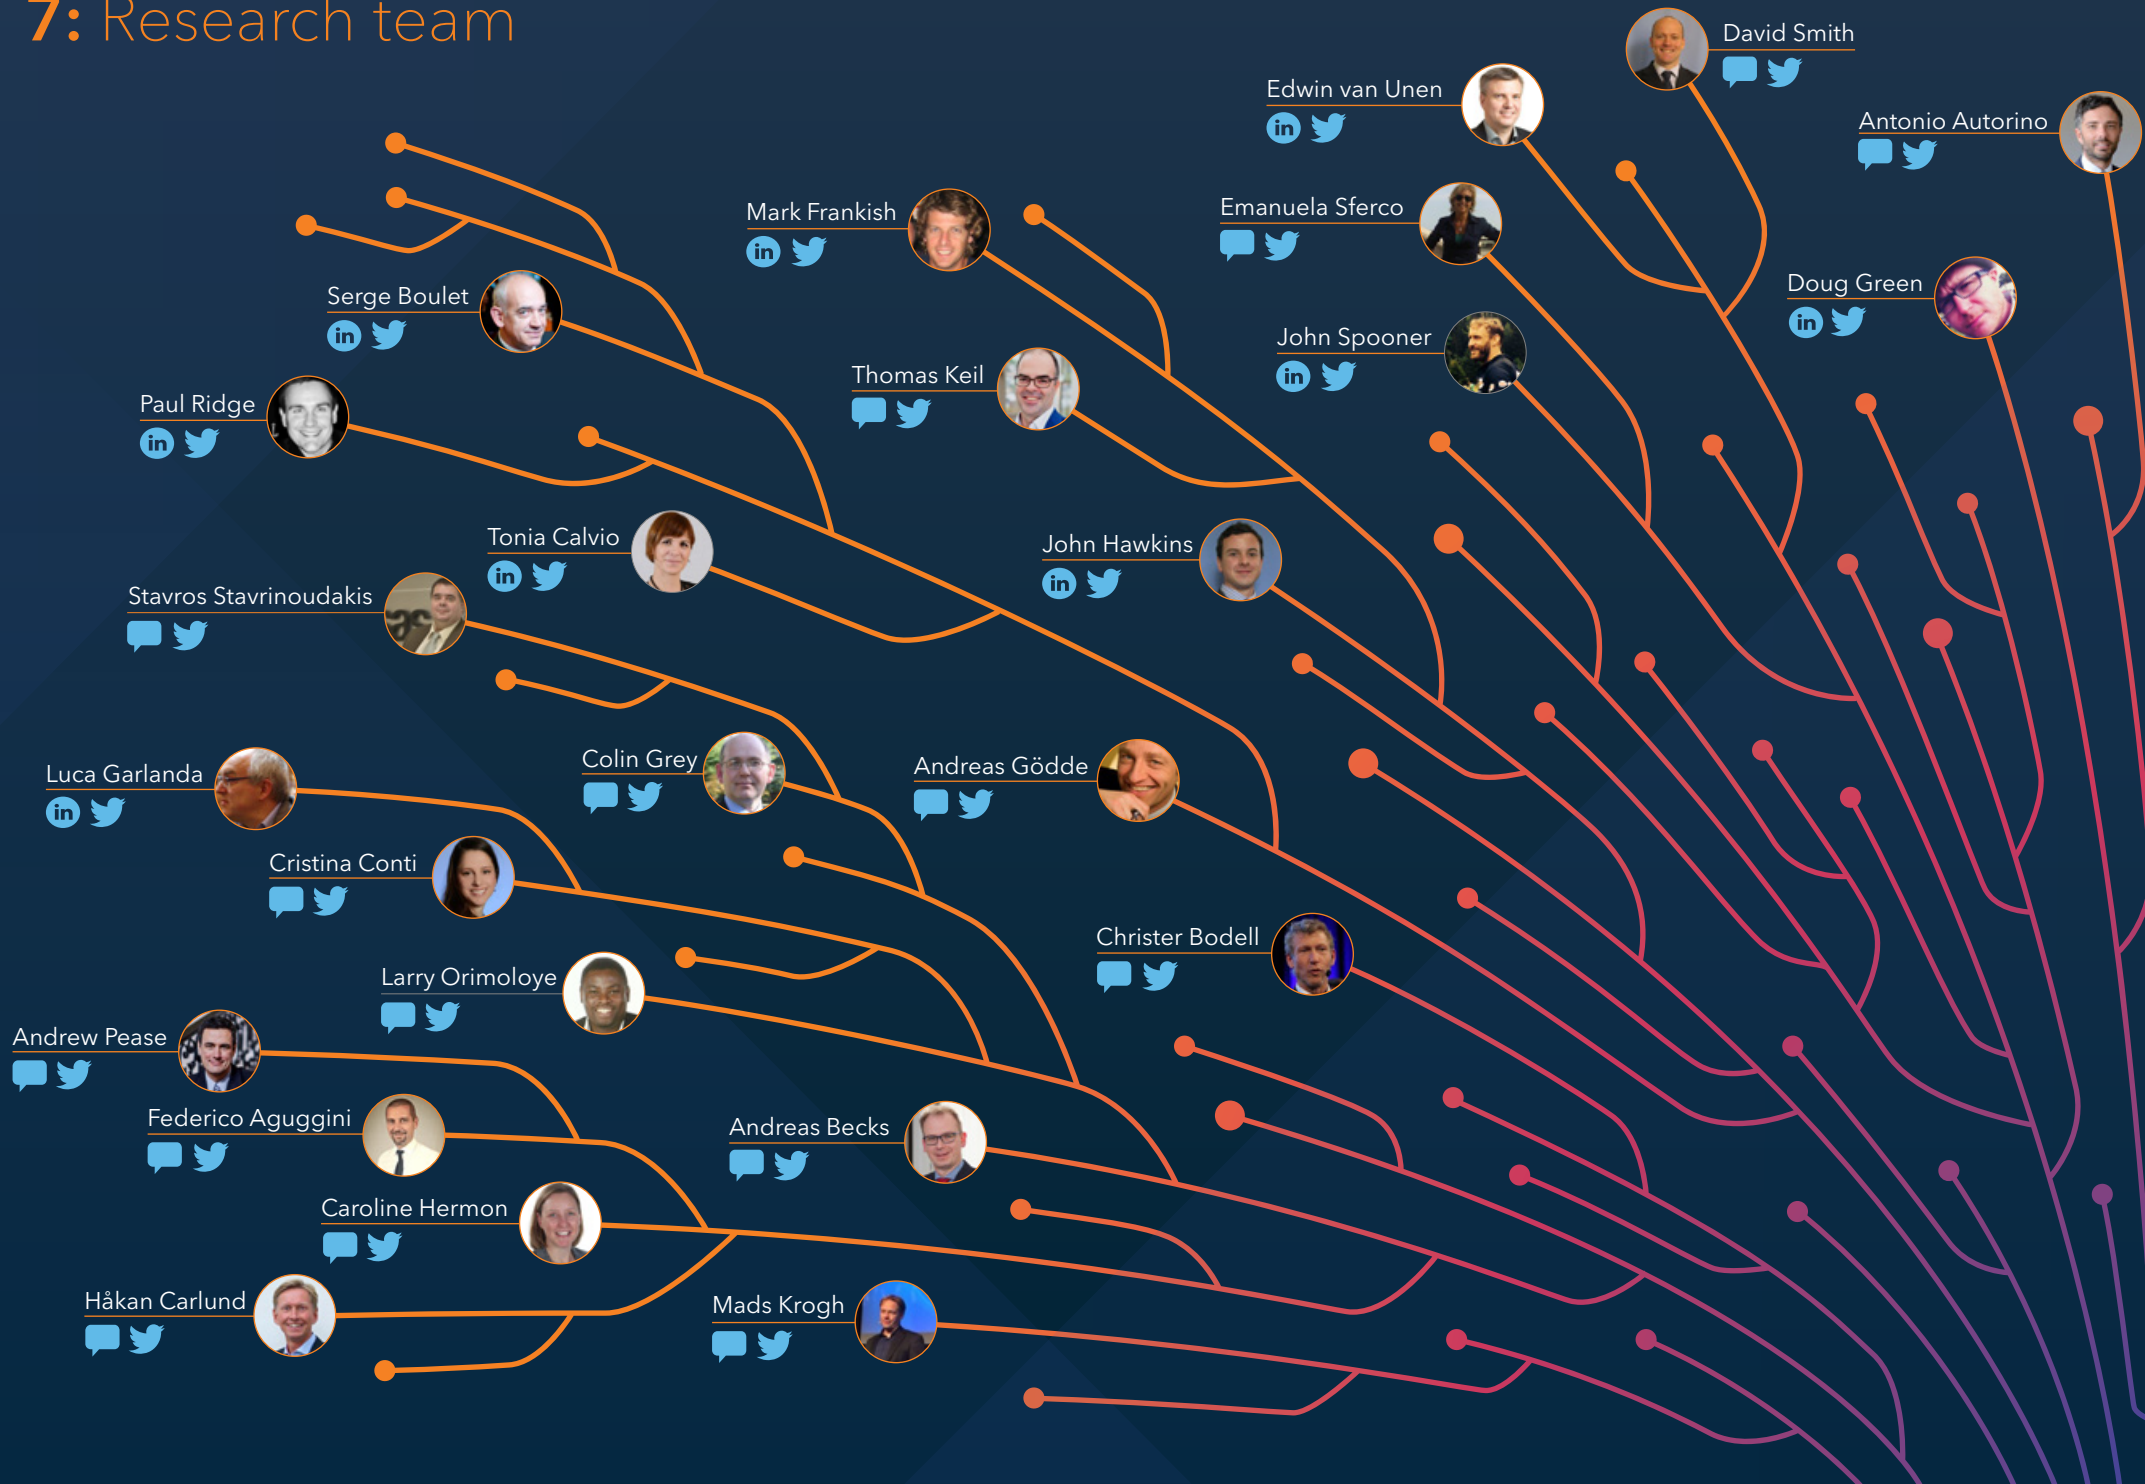 7: Research team
David Smith
Edwin van Unen
Antonio Autorino
Mark Frankish
Emanuela Sferco
Serge Boulet
Doug Green
John Spooner
Thomas Keil
Paul Ridge
Tonia Calvio
John Hawkins
Stavros Stavrinoudakis
Colin Grey
Andreas Gödde
Luca Garlanda
Cristina Conti
Christer Bodell
Larry Orimoloye
Andrew Pease
Federico Aguggini
Andreas Becks
Caroline Hermon
Håkan Carlund
Mads Krogh